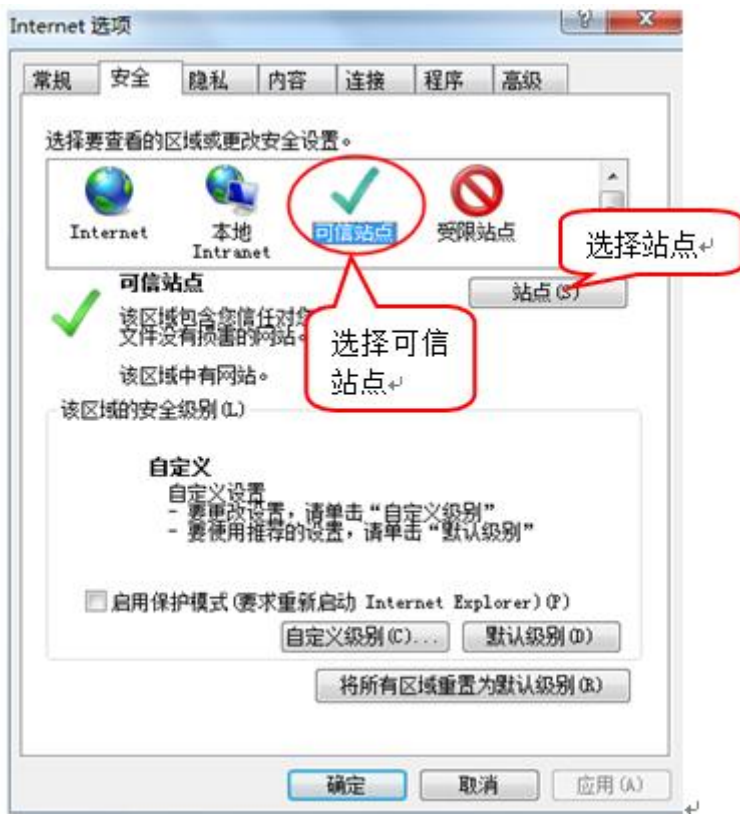 Internet 选项
常规 安全 隐私 内容 连接 程序 高级
选择要查看的区域或更改安全设置。
Internet
本地
Intranet
可信站点
受限站点
选择站点
可信站点
站点(S)
该区域包含您信任对您
文件没有损害的网站。
选择可信
站点
该区域中有网站。
该区域的安全级别(L)
自定义
自定义设置
- 要更改设置，请单击“自定义级别”
- 要使用推荐的设置，请单击“默认级别”
启用保护模式(要求重新启动 Internet Explorer)(P)
自定义级别(C)... 默认级别(D)
将所有区域重置为默认级别(R)
确定 取消 应用(A)